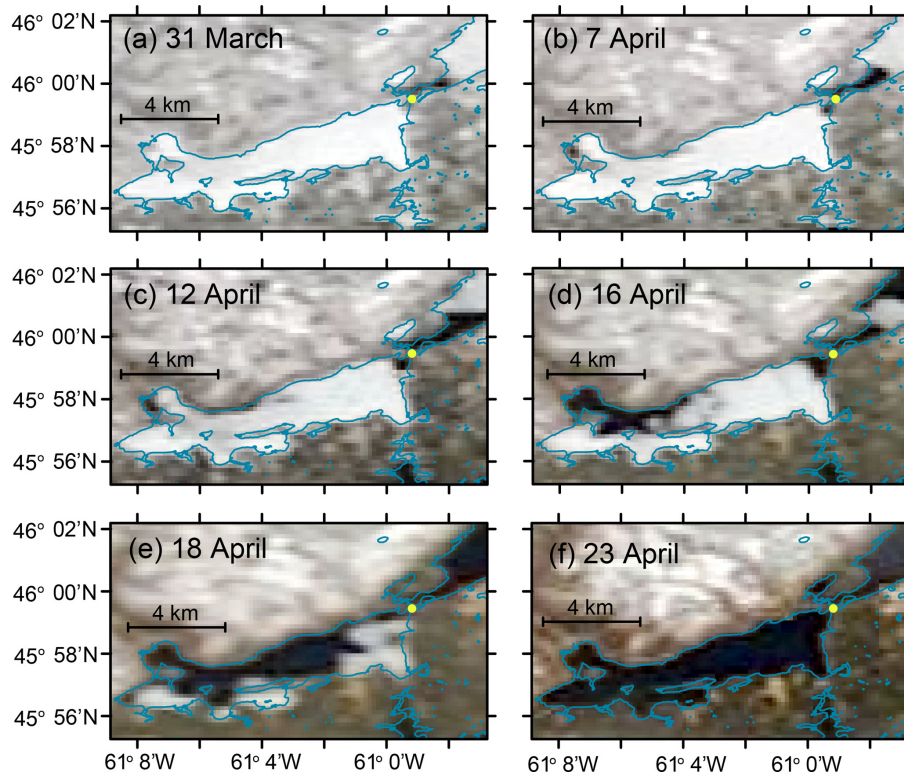 46° 02'N
46° 00'N
45° 58'N
45° 56'N
(a) 31 March
4 km
(b) 7 April
4 km
46° 02'N
46° 00'N
45° 58'N
45° 56'N
(c) 12 April
4 km
(d) 16 April
4 km
46° 02'N
46° 00'N
45° 58'N
45° 56'N
(e) 18 April
4 km
(f) 23 April
4 km
61° 8'W
61° 4'W
61° 0'W
61° 8'W
61° 4'W
61° 0'W